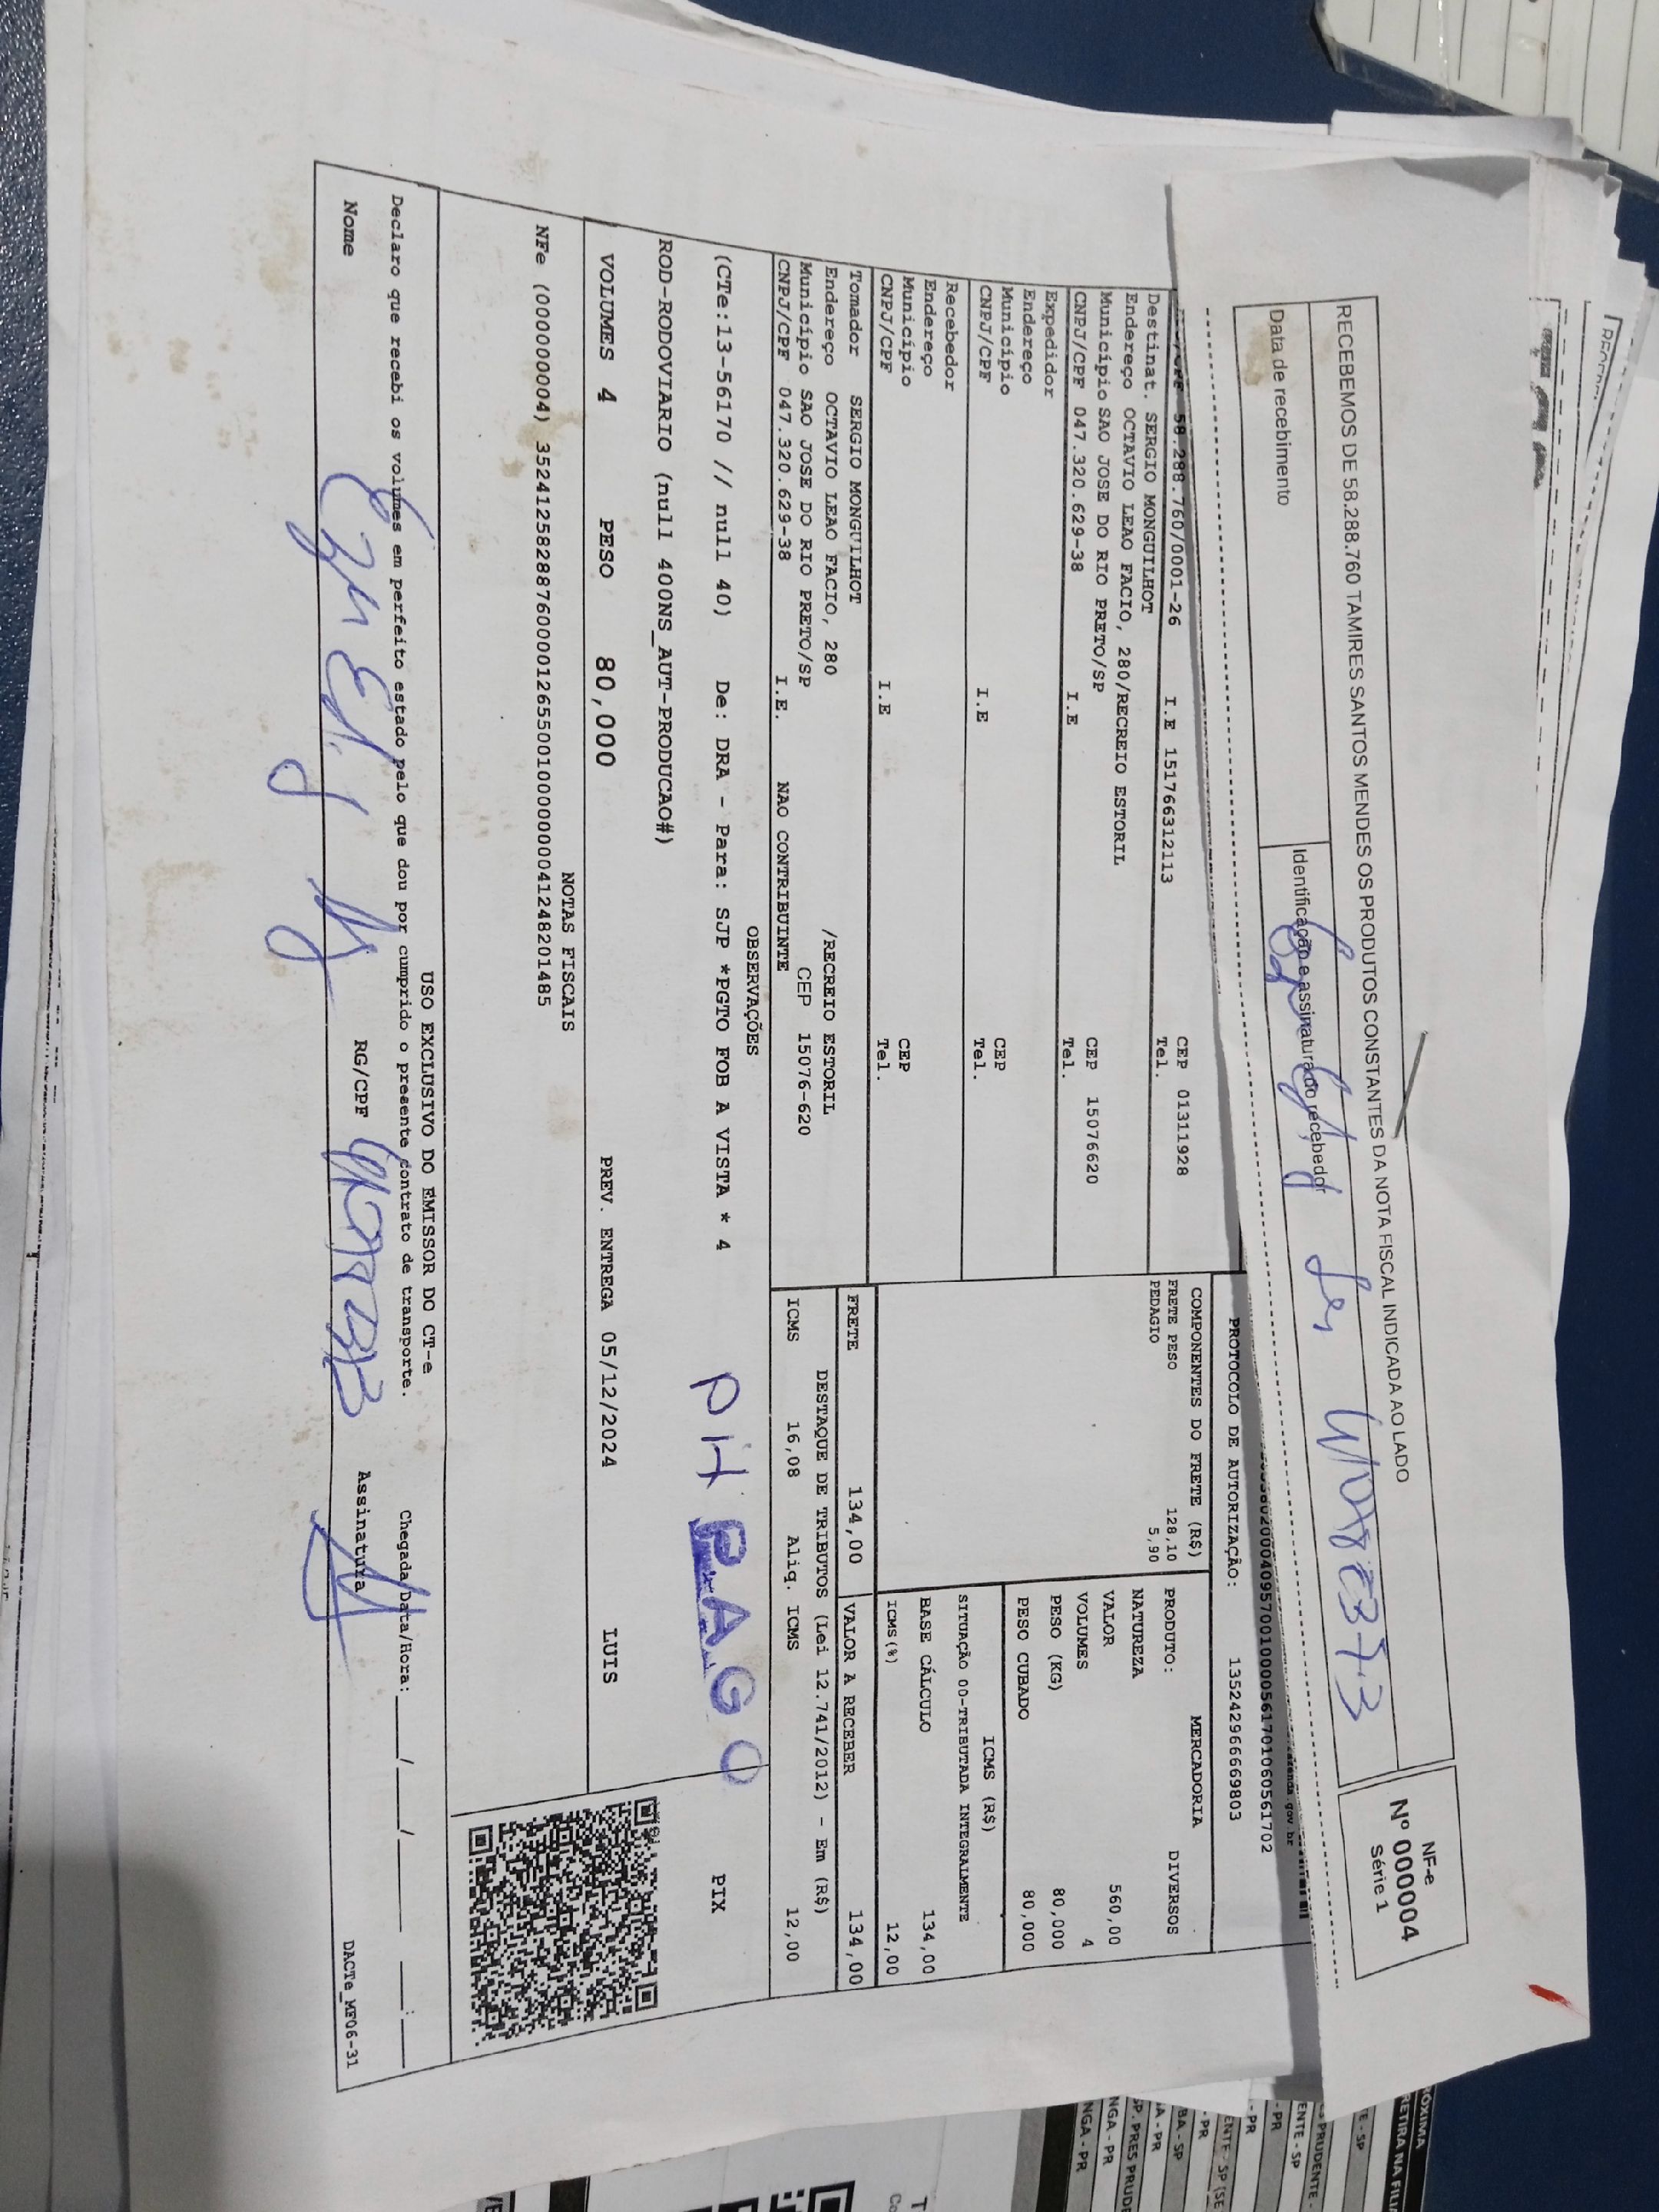 RECEBEMOS DE 58.288.760 TAMIRES SANTOS MENDES OS PRODUTOS CONSTANTES DA NOTA FISCAL INDICADA AO LADO
NF-e
Nº 000004
Série 1
Data de recebimento
Identificação e assinatura do recebedor
PROTOCOLO DE AUTORIZAÇÃO: 135242966669803
58.288.760/0001-26 I.E 151766312113
CEP 01311928
Tel.
Destinat. SERGIO MONGUILHOT
Endereço OCTAVIO LEAO FACIO, 280/RECREIO ESTORIL
Município SAO JOSE DO RIO PRETO/SP CEP 15076620
CNPJ/CPF 047.320.629-38 I.E Tel.
Expedidor
Endereço
Município CEP
CNPJ/CPF I.E Tel.
Recebedor
Endereço
Município CEP
CNPJ/CPF I.E Tel.
Tomador SERGIO MONGUILHOT
Endereço OCTAVIO LEAO FACIO, 280 /RECREIO ESTORIL
Município SAO JOSE DO RIO PRETO/SP CEP 15076-620
CNPJ/CPF 047.320.629-38 I.E. NAO CONTRIBUINTE
COMPONENTES DO FRETE (R$)
FRETE PESO 128,10
PEDAGIO 5,90
MERCADORIA
PRODUTO: DIVERSOS
NATUREZA
VALOR 560,00
VOLUMES 4
PESO (KG) 80,000
PESO CUBADO 80,000
ICMS (R$)
SITUAÇÃO 00-TRIBUTADA INTEGRALMENTE
BASE CÁLCULO 134,00
ICMS(%) 12,00
FRETE 134,00 VALOR A RECEBER 134,00
DESTAQUE DE TRIBUTOS (Lei 12.741/2012) - Em (R$)
ICMS 16,08 Aliq. ICMS 12,00
OBSERVAÇÕES
(CTe:13-56170 // null 40) De: DRA - Para: SJP *PGTO FOB A VISTA * 4
ROD-RODOVIARIO (null 400NS_AUT-PRODUCAO#)
PAGO
PIX
VOLUMES 4 PESO 80,000 PREV. ENTREGA 05/12/2024 LUIS
NOTAS FISCAIS
NFe (000000004) 35241258288760000126550010000000041248201485
USO EXCLUSIVO DO EMISSOR DO CT-e
Declaro que recebi os volumes em perfeito estado pelo que dou por cumprido o presente contrato de transporte.
Chegada Data/Hora: ___/___/_____ ___:___
Nome RG/CPF Assinatura
DACTe_MF06-31